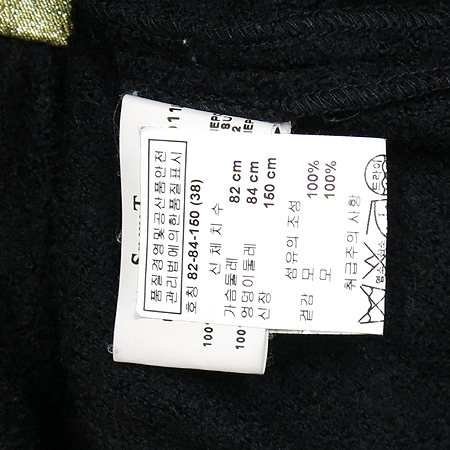 품질경영및공산품안전
관리법에의한품질표시
호칭 82-84-150 (38)
신 체 치 수
가슴둘레 82 cm
엉덩이둘레 84 cm
신장 150 cm
섬유의 조성
겉감 모 100%
모 100%
취급주의 사항
드라이